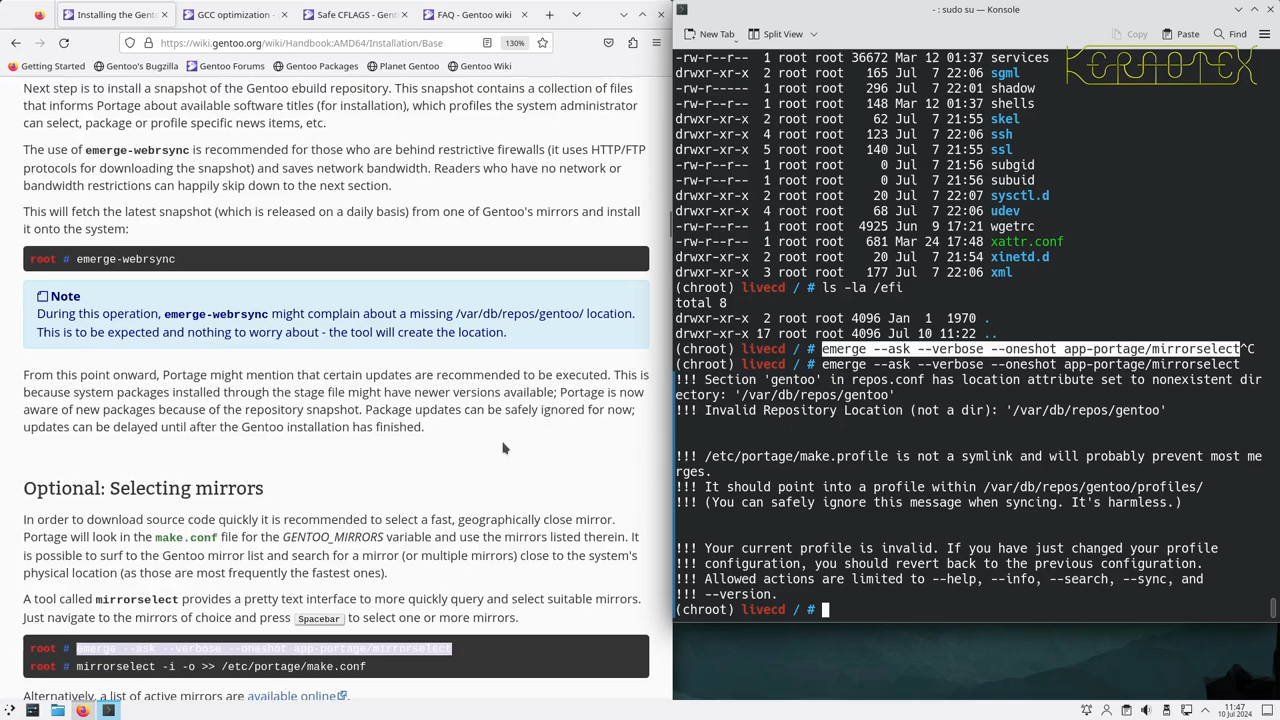 Installing the Gento
GCC optimization -
Safe CFLAGS - Gent
FAQ - Gentoo wiki
https://wiki.gentoo.org/wiki/Handbook:AMD64/Installation/Base
130%
Getting Started
Gentoo's Bugzilla
Gentoo Forums
Gentoo Packages
Planet Gentoo
Gentoo Wiki
Next step is to install a snapshot of the Gentoo ebuild repository. This snapshot contains a collection of files
that informs Portage about available software titles (for installation), which profiles the system administrator
can select, package or profile specific news items, etc.
The use of emerge-webrsync is recommended for those who are behind restrictive firewalls (it uses HTTP/FTP
protocols for downloading the snapshot) and saves network bandwidth. Readers who have no network or
bandwidth restrictions can happily skip down to the next section.
This will fetch the latest snapshot (which is released on a daily basis) from one of Gentoo's mirrors and install
it onto the system:
root # emerge-webrsync
Note
During this operation, emerge-webrsync might complain about a missing /var/db/repos/gentoo/ location.
This is to be expected and nothing to worry about - the tool will create the location.
From this point onward, Portage might mention that certain updates are recommended to be executed. This is
because system packages installed through the stage file might have newer versions available; Portage is now
aware of new packages because of the repository snapshot. Package updates can be safely ignored for now;
updates can be delayed until after the Gentoo installation has finished.
Optional: Selecting mirrors
In order to download source code quickly it is recommended to select a fast, geographically close mirror.
Portage will look in the make.conf file for the GENTOO_MIRRORS variable and use the mirrors listed therein. It
is possible to surf to the Gentoo mirror list and search for a mirror (or multiple mirrors) close to the system's
physical location (as those are most frequently the fastest ones).
A tool called mirrorselect provides a pretty text interface to more quickly query and select suitable mirrors.
Just navigate to the mirrors of choice and press Spacebar to select one or more mirrors.
root # emerge --ask --verbose --oneshot app-portage/mirrorselect
root # mirrorselect -i -o >> /etc/portage/make.conf
Alternatively, a list of active mirrors are available online.
- : sudo su — Konsole
New Tab
Split View
Copy
Paste
Find
KERNOTEX
-rw-r--r-- 1 root root 36672 Mar 12 01:37 services
drwxr-xr-x 2 root root 165 Jul 7 22:06 sgml
-rw-r----- 1 root root 296 Jul 7 22:01 shadow
-rw-r--r-- 1 root root 148 Mar 12 01:37 shells
drwxr-xr-x 2 root root 62 Jul 7 21:55 skel
drwxr-xr-x 4 root root 123 Jul 7 22:06 ssh
drwxr-xr-x 5 root root 140 Jul 7 21:55 ssl
-rw-r--r-- 1 root root 0 Jul 7 21:56 subgid
-rw-r--r-- 1 root root 0 Jul 7 21:56 subuid
drwxr-xr-x 2 root root 20 Jul 7 22:07 sysctl.d
drwxr-xr-x 4 root root 68 Jul 7 22:06 udev
-rw-r--r-- 1 root root 4925 Jun 9 17:21 wgetrc
-rw-r--r-- 1 root root 681 Mar 24 17:48 xattr.conf
drwxr-xr-x 2 root root 20 Jul 7 21:54 xinetd.d
drwxr-xr-x 3 root root 177 Jul 7 22:06 xml
(chroot) livecd / # ls -la /efi
total 8
drwxr-xr-x 2 root root 4096 Jan 1 1970 .
drwxr-xr-x 17 root root 4096 Jul 10 11:22 ..
(chroot) livecd / # emerge --ask --verbose --oneshot app-portage/mirrorselect^C
(chroot) livecd / # emerge --ask --verbose --oneshot app-portage/mirrorselect
!!! Section 'gentoo' in repos.conf has location attribute set to nonexistent dir
ectory: '/var/db/repos/gentoo'
!!! Invalid Repository Location (not a dir): '/var/db/repos/gentoo'
!!! /etc/portage/make.profile is not a symlink and will probably prevent most me
rges.
!!! It should point into a profile within /var/db/repos/gentoo/profiles/
!!! (You can safely ignore this message when syncing. It's harmless.)
!!! Your current profile is invalid. If you have just changed your profile
!!! configuration, you should revert back to the previous configuration.
!!! Allowed actions are limited to --help, --info, --search, --sync, and
!!! --version.
(chroot) livecd / #
11:47
10 Jul 2024